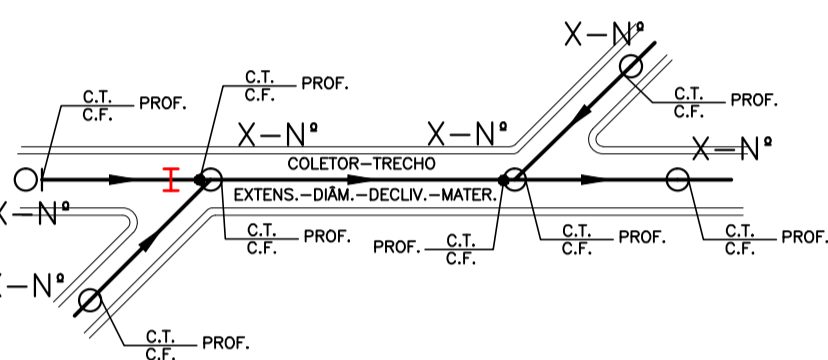 X-Nº
C.T.
C.F. PROF.
C.T.
C.F. PROF.
C.T.
C.F. PROF.
X-Nº
X-Nº
X-Nº
COLETOR-TRECHO
EXTENS.-DIÂM.-DECLIV.-MATER.
X-Nº
C.T.
C.F. PROF.
PROF. C.T.
C.F.
C.T.
C.F. PROF.
C.T.
C.F. PROF.
X-Nº
C.T.
C.F. PROF.